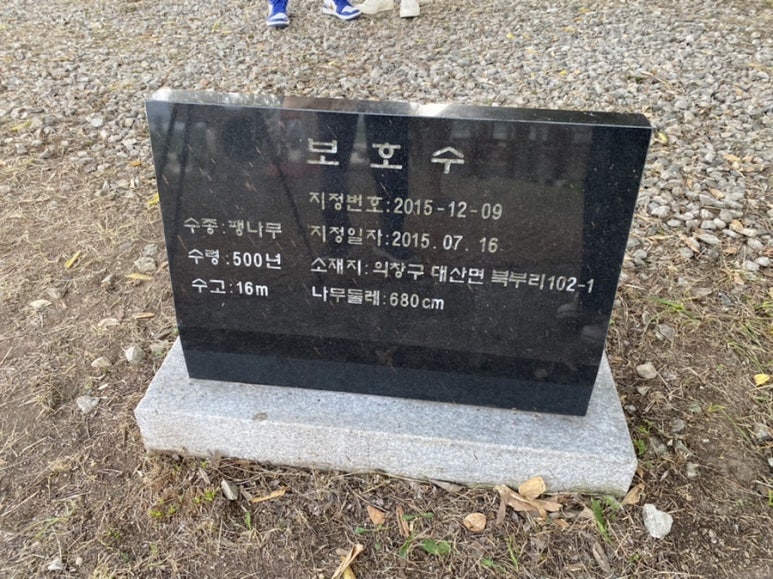 보호수
지정번호:2015-12-09
수종:팽나무
지정일자:2015.07.16
수령:500년
소재지:의창구 대산면 북부리102-1
수고:16m
나무둘레:680cm